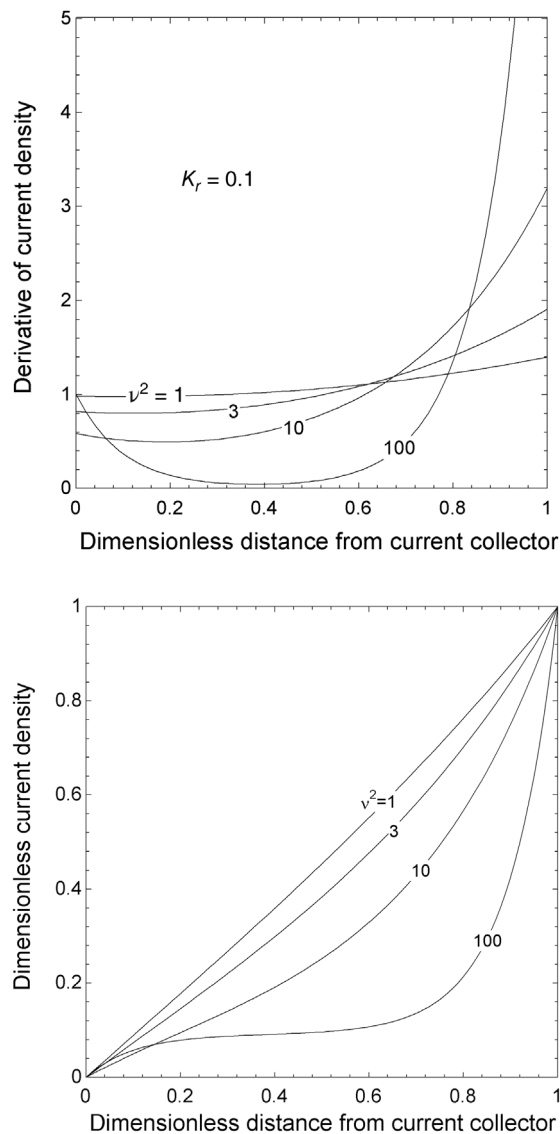 5
4
3
2
1
0
Derivative of current density
Kr = 0.1
ν² = 1
3
10
100
0 0.2 0.4 0.6 0.8 1
Dimensionless distance from current collector
1
0.8
0.6
0.4
0.2
0
Dimensionless current density
ν²=1
3
10
100
0 0.2 0.4 0.6 0.8 1
Dimensionless distance from current collector